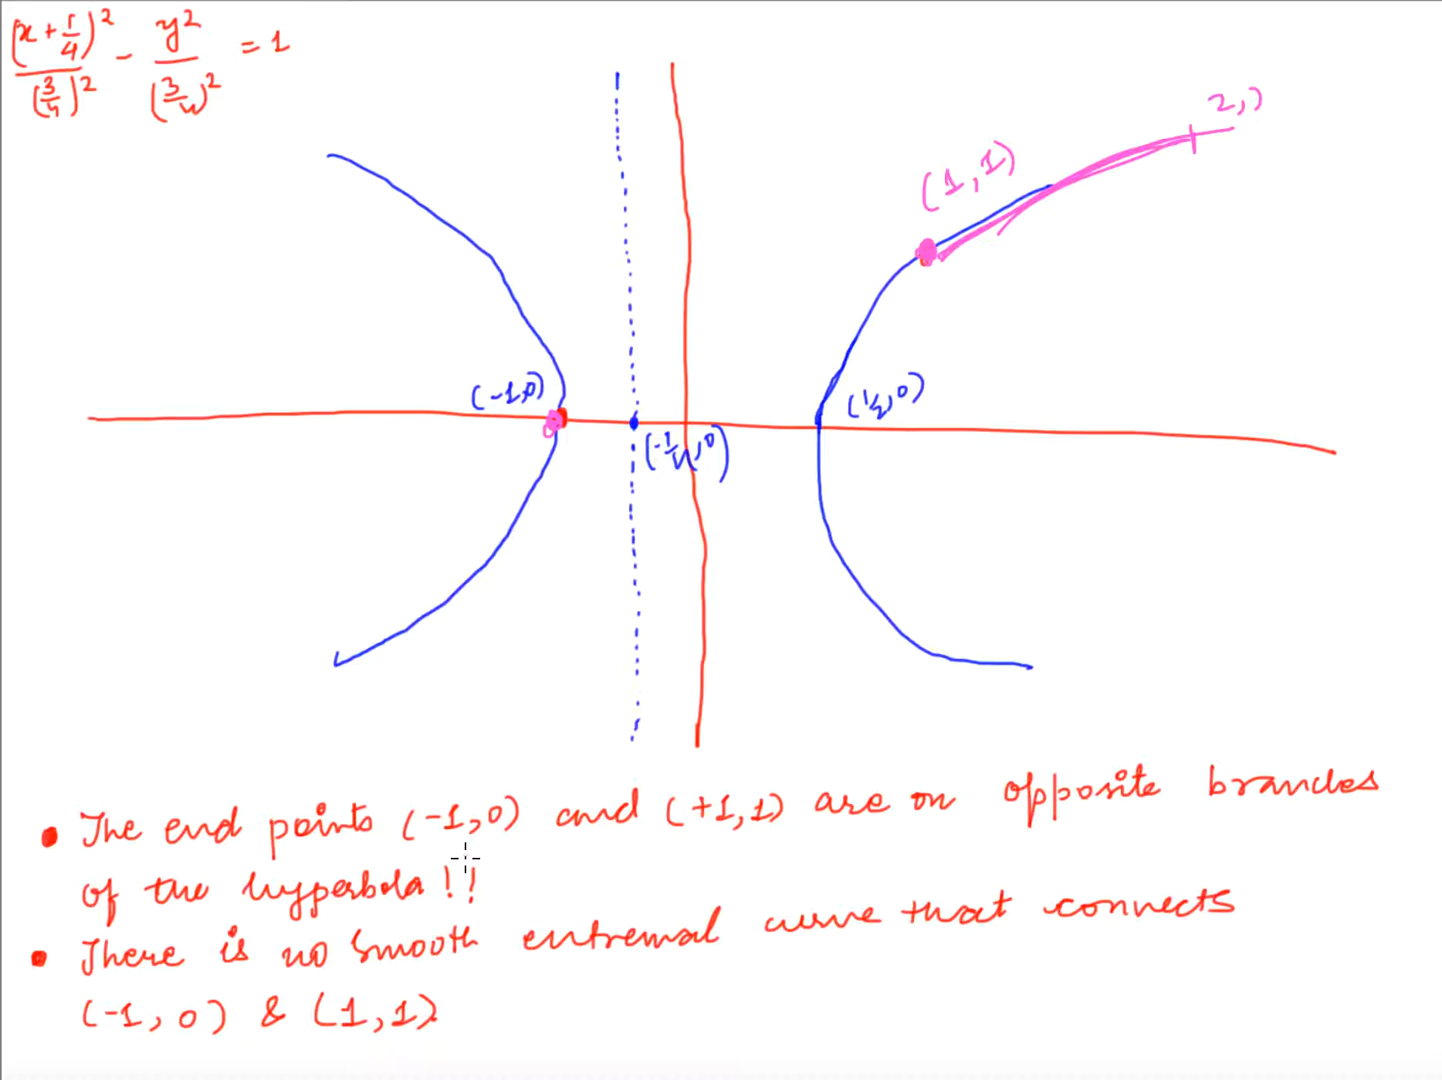 (x + 1/4)² / (3/4)² - y² / (3/4)² = 1
2, )
(1, 1)
(-1, 0)
(1/2, 0)
(-1/4, 0)
• The end points (-1, 0) and (+1, 1) are on opposite branches
of the hyperbola !!
• There is no smooth extremal curve that connects
(-1, 0) & (1, 1)